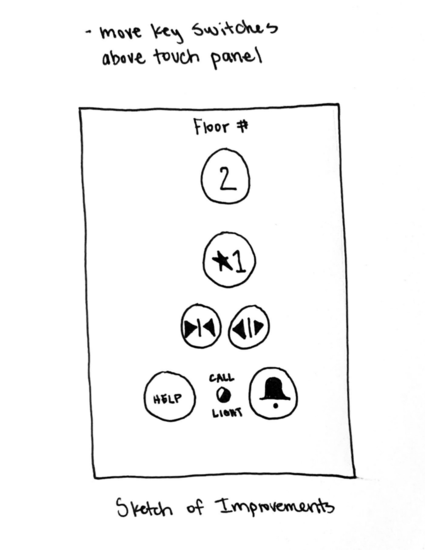 - move key switches
above touch panel
Floor #
2
★1
HELP
CALL
LIGHT
Sketch of Improvements